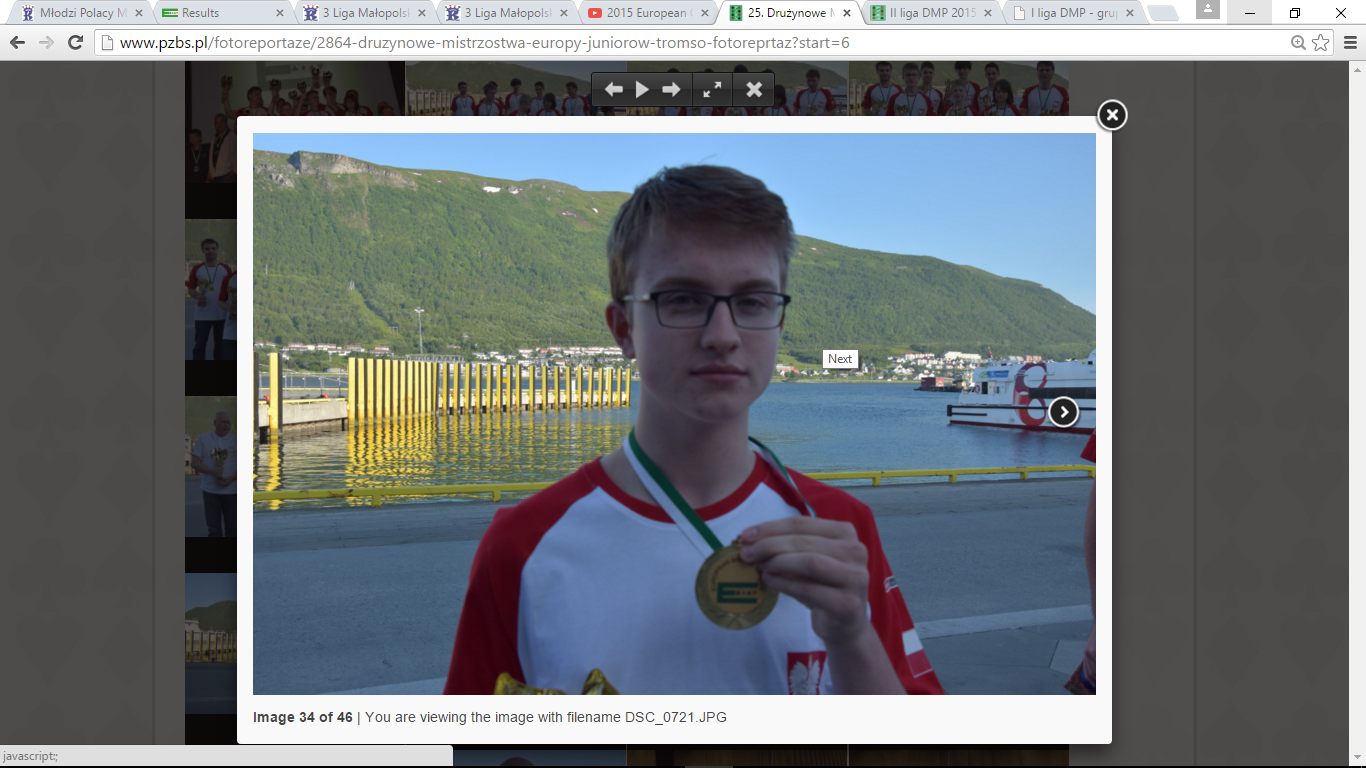 Młodzi Polacy M
Results
3 Liga Małopolsk
3 Liga Małopolsk
2015 European C
25. Drużynowe M
II liga DMP 2015
I liga DMP - grup
www.pzbs.pl/fotoreportaze/2864-druzynowe-mistrzostwa-europy-juniorow-tromso-fotoreprtaz?start=6
Next
Image 34 of 46 | You are viewing the image with filename DSC_0721.JPG
javascript:;